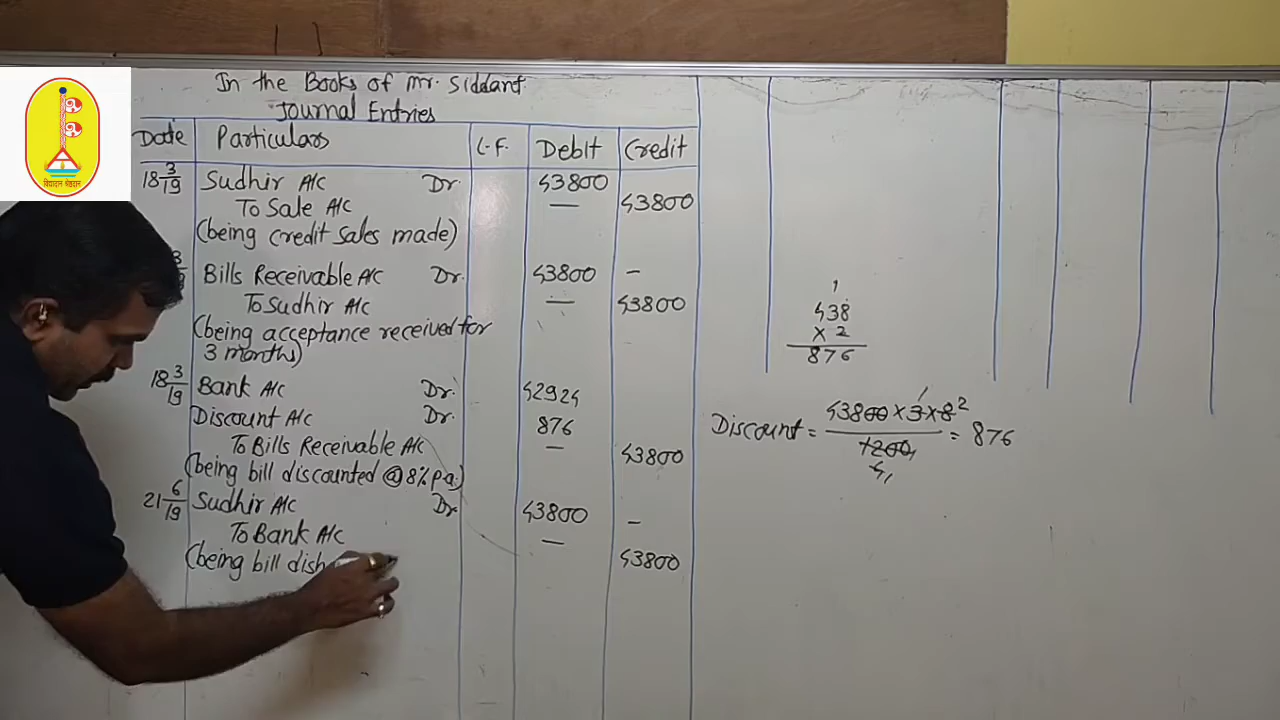 विद्यादान श्रेष्ठदान
In the Books of Mr. Siddant
Journal Entries
Date Particulars L.F. Debit Credit
18 3/19 Sudhir A/C Dr. 43800
To Sale A/C — 43800
(being credit sales made)
Bills Receivable A/C Dr. 43800 —
To Sudhir A/C — 43800
(being acceptance received for
3 months)
18 3/19 Bank A/C Dr. 42924
Discount A/C Dr. 876
To Bills Receivable A/C — 43800
(being bill discounted @ 8% p.a.)
21 6/19 Sudhir A/C Dr 43800 —
To Bank A/C — 43800
(being bill dish
1
438
x 2
876
Discount = 43800 x 3 x 8 / 1200 = 876
1
2
4,